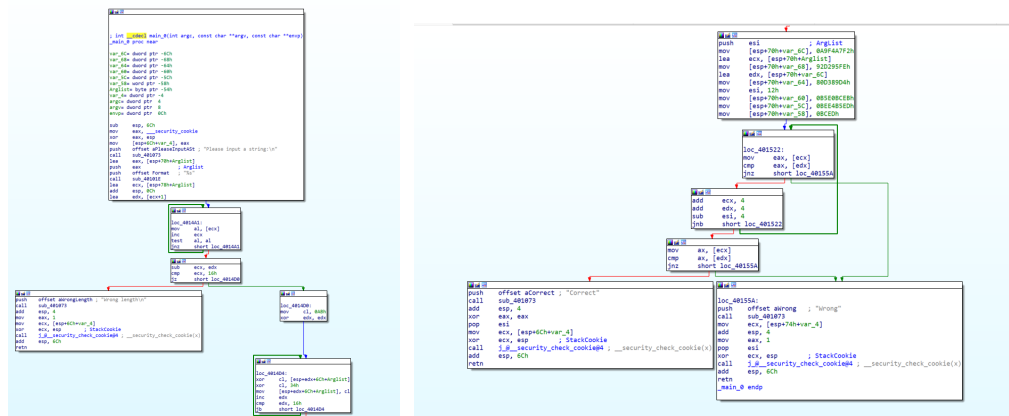 ; int __cdecl main_0(int argc, const char **argv, const char **envp)
_main_0 proc near
var_6C= dword ptr -6Ch
var_68= dword ptr -68h
var_64= dword ptr -64h
var_60= dword ptr -60h
var_5C= dword ptr -5Ch
var_58= word ptr -58h
Arglist= byte ptr -54h
var_4= dword ptr -4
argc= dword ptr 4
argv= dword ptr 8
envp= dword ptr 0Ch
sub esp, 6Ch
mov eax, ___security_cookie
xor eax, esp
mov [esp+6Ch+var_4], eax
push offset aPleaseInputASt ; "Please input a string:\n"
call sub_401073
lea eax, [esp+70h+Arglist]
push eax ; Arglist
push offset Format ; "%s"
call sub_40101E
lea ecx, [esp+78h+Arglist]
add esp, 0Ch
lea edx, [ecx+1]
loc_4014A1:
mov al, [ecx]
inc ecx
test al, al
jnz short loc_4014A1
sub ecx, edx
cmp ecx, 16h
jz short loc_4014D0
push offset aWrongLength ; "Wrong length\n"
call sub_401073
add esp, 4
mov eax, 1
mov ecx, [esp+6Ch+var_4]
xor ecx, esp ; StackCookie
call j_@__security_check_cookie@4 ; __security_check_cookie(x)
add esp, 6Ch
retn
loc_4014D0:
xor edx, edx
loc_4014D4:
xor cl, [esp+edx+6Ch+Arglist]
xor cl, 34h
mov [esp+edx+6Ch+Arglist], cl
inc edx
cmp edx, 16h
jb short loc_4014D4
push esi ; ArgList
mov [esp+70h+var_6C], 0A9F4A7F2h
lea ecx, [esp+70h+Arglist]
mov [esp+70h+var_68], 92D295FEh
lea edx, [esp+70h+var_6C]
mov [esp+70h+var_64], 80D3B9D4h
mov esi, 12h
mov [esp+70h+var_60], 0B5E0BCEBh
mov [esp+70h+var_5C], 0BEE4B5EDh
mov [esp+70h+var_58], 0BCEDh
loc_401522:
mov eax, [ecx]
cmp eax, [edx]
jnz short loc_40155A
add ecx, 4
add edx, 4
sub esi, 4
jnb short loc_401522
mov ax, [ecx]
cmp ax, [edx]
jnz short loc_40155A
push offset aCorrect ; "Correct"
call sub_401073
add esp, 4
xor eax, eax
pop esi
mov ecx, [esp+6Ch+var_4]
xor ecx, esp ; StackCookie
call j_@__security_check_cookie@4 ; __security_check_cookie(x)
add esp, 6Ch
retn
loc_40155A:
push offset aWrong ; "Wrong"
call sub_401073
mov ecx, [esp+74h+var_4]
add esp, 4
mov eax, 1
pop esi
xor ecx, esp ; StackCookie
call j_@__security_check_cookie@4 ; __security_check_cookie(x)
add esp, 6Ch
retn
_main_0 endp